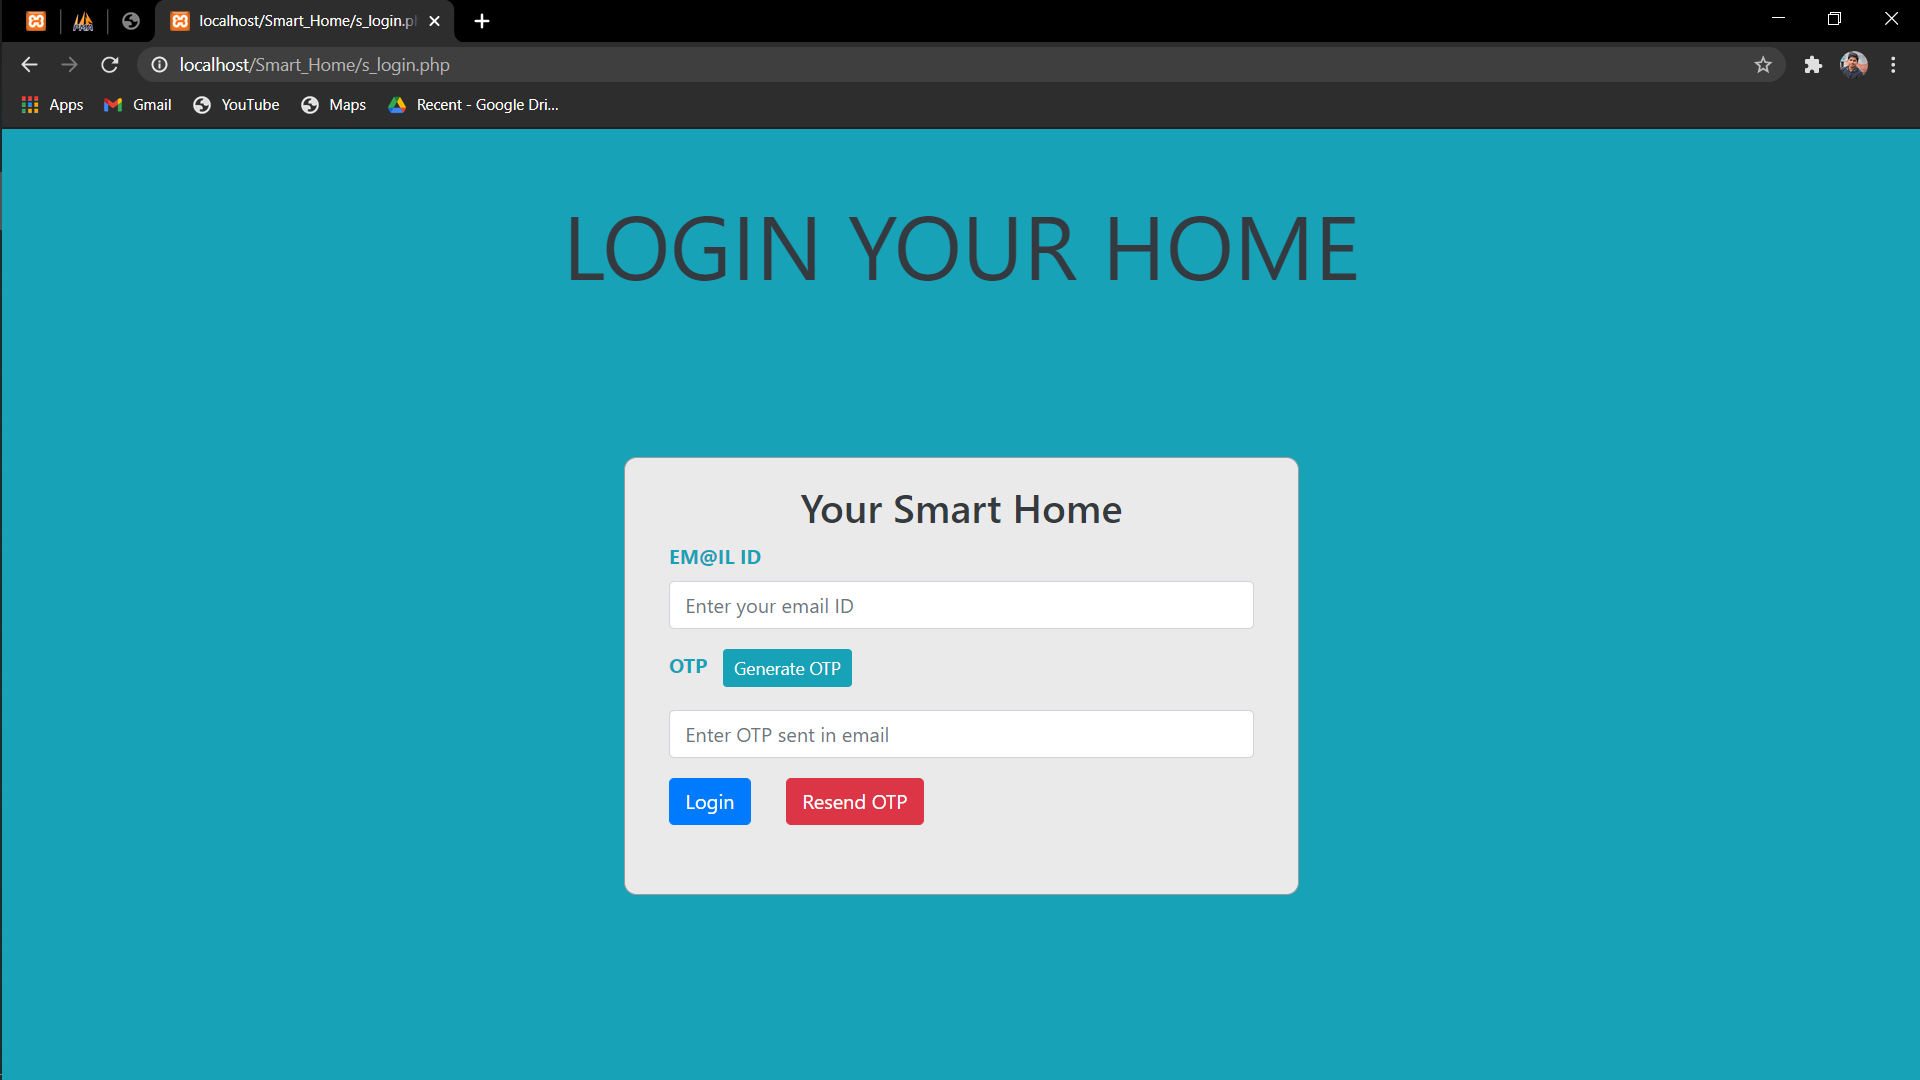 localhost/Smart_Home/s_login.p
localhost/Smart_Home/s_login.php
Apps Gmail YouTube Maps Recent - Google Dri...
LOGIN YOUR HOME
Your Smart Home
EM@IL ID
Enter your email ID
OTP Generate OTP
Enter OTP sent in email
Login Resend OTP